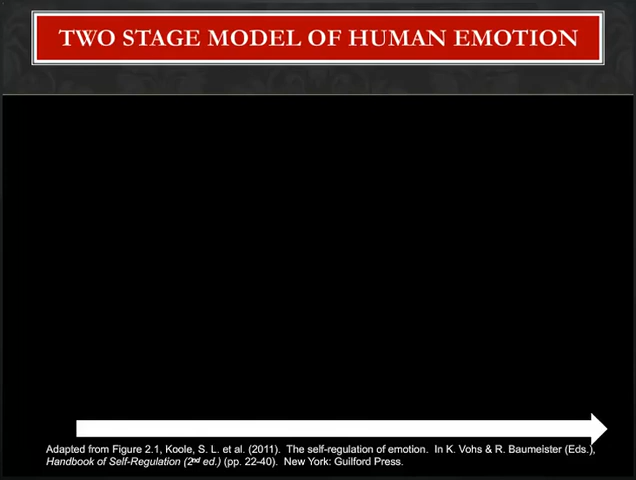 TWO STAGE MODEL OF HUMAN EMOTION
Adapted from Figure 2.1, Koole, S. L. et al. (2011). The self-regulation of emotion. In K. Vohs & R. Baumeister (Eds.),
Handbook of Self-Regulation (2nd ed.) (pp. 22-40). New York: Guilford Press.